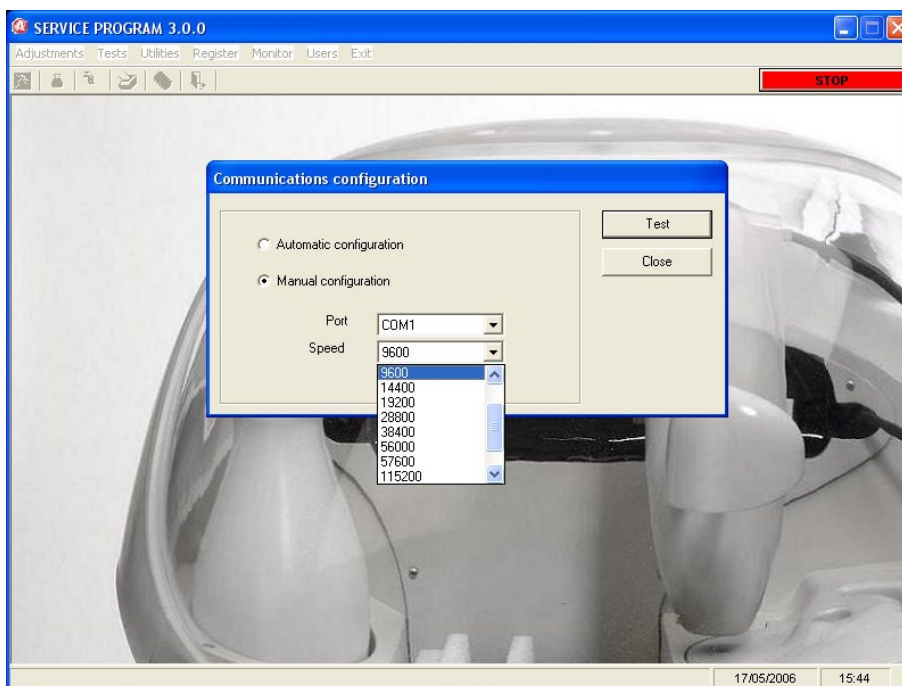 SERVICE PROGRAM 3.0.0
Adjustments Tests Utilities Register Monitor Users Exit
STOP
Communications configuration
Automatic configuration
Manual configuration
Port COM1
Speed 9600
9600
14400
19200
28800
38400
56000
57600
115200
Test
Close
17/05/2006 15:44